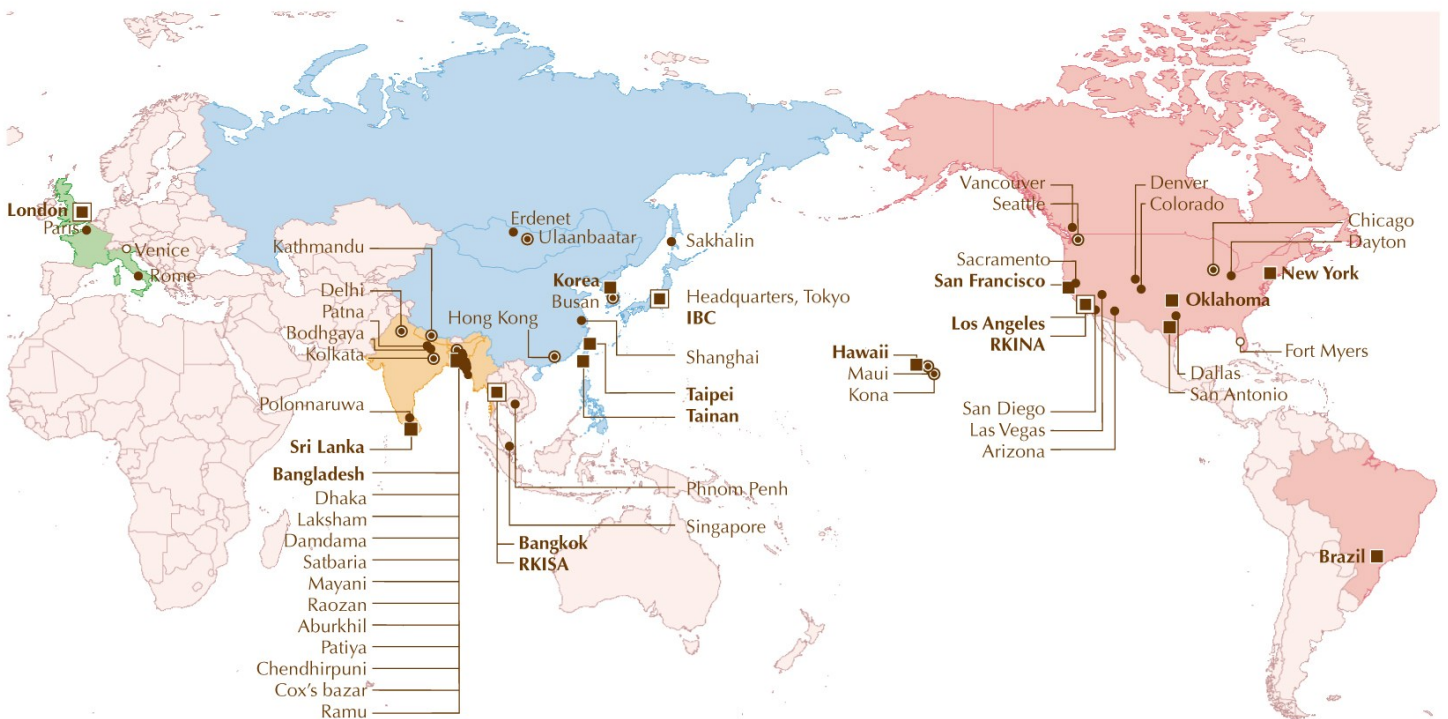 London
Paris
Venice
Rome
Erdenet
Ulaanbaatar
Sakhalin
Kathmandu
Korea
Busan
Headquarters, Tokyo
IBC
Delhi
Patna
Bodhgaya
Kolkata
Hong Kong
Shanghai
Taipei
Tainan
Polonnaruwa
Sri Lanka
Bangladesh
Dhaka
Laksham
Damdama
Satbaria
Mayani
Raozan
Aburkhil
Patiya
Chendhirpuni
Cox's bazar
Ramu
Phnom Penh
Singapore
Bangkok
RKISA
Hawaii
Maui
Kona
Vancouver
Seattle
Denver
Colorado
Chicago
Dayton
Sacramento
San Francisco
New York
Oklahoma
Los Angeles
RKINA
Fort Myers
Dallas
San Antonio
San Diego
Las Vegas
Arizona
Brazil